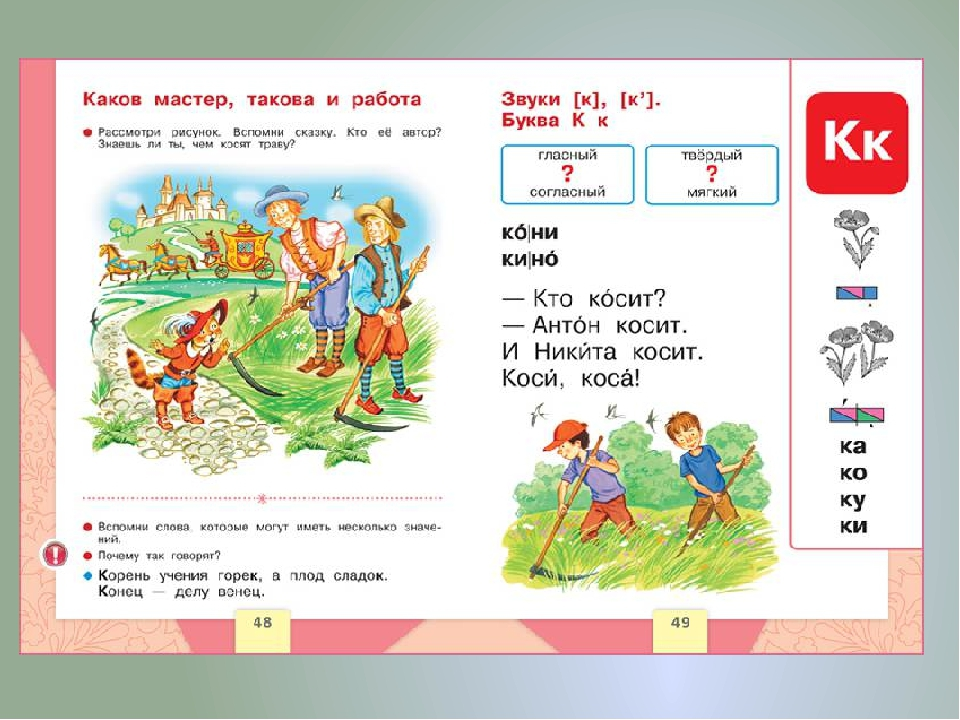 Каков мастер, такова и работа
Рассмотри рисунок. Вспомни сказку. Кто её автор?
Знаешь ли ты, чем косят траву?
Вспомни слова, которые могут иметь несколько значе-
ний.
Почему так говорят?
Корень учения горек, а плод сладок.
Конец — делу венец.
48
Звуки [к], [к’].
Буква К к
гласный
?
согласный
твёрдый
?
мягкий
ко́|ни
ки|но́
— Кто ко́сит?
— Анто́н косит.
И Ники́та косит.
Коси́, коса́!
49
Кк
ка
ко
ку
ки